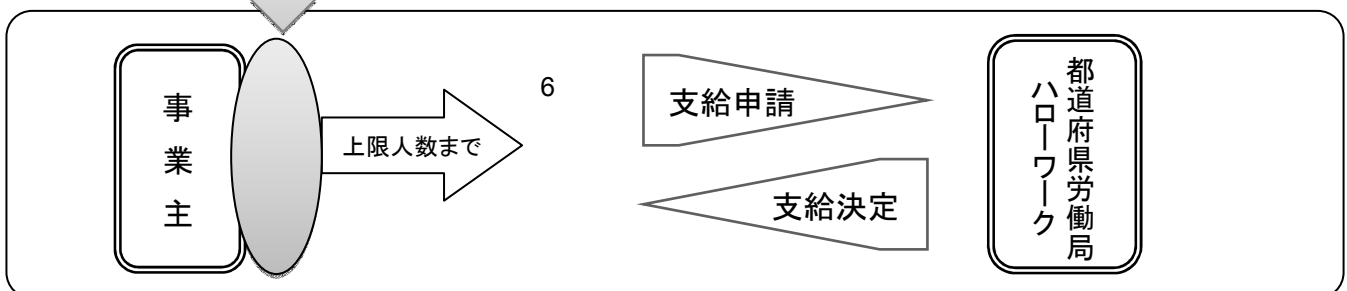 事業主
上限人数まで
6
支給申請
支給決定
都道府県労働局
ハローワーク